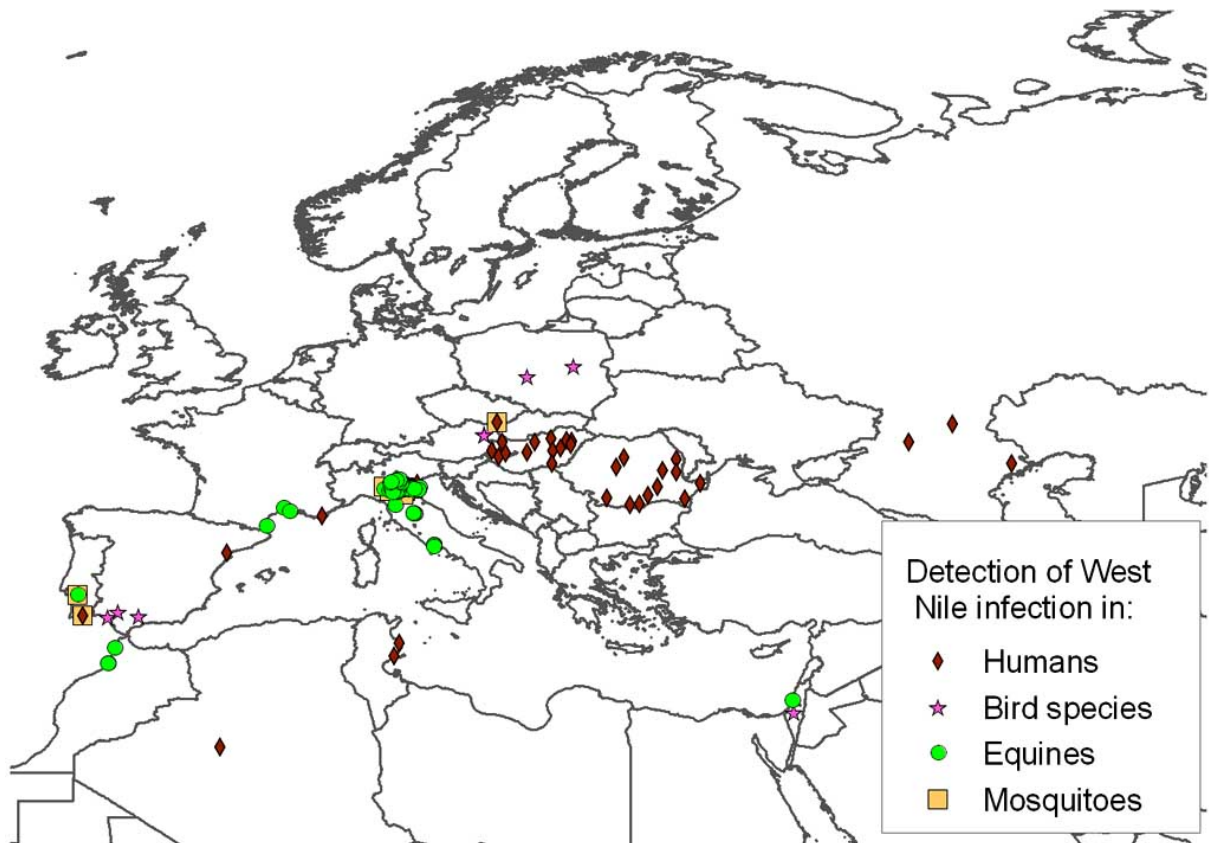 Detection of West
Nile infection in:
Humans
Bird species
Equines
Mosquitoes